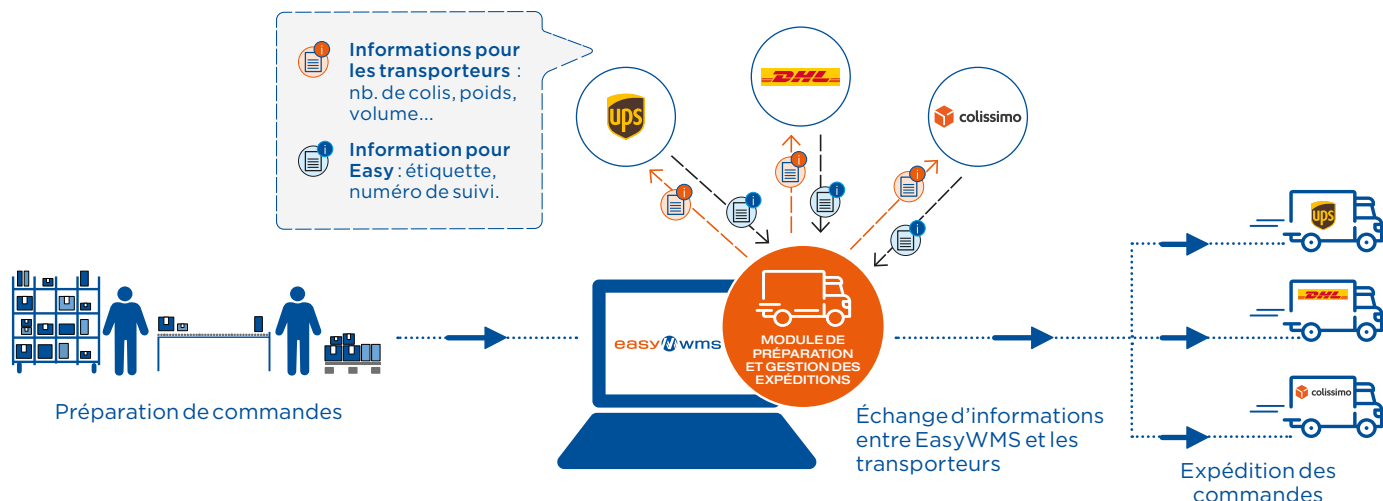 Informations pour
les transporteurs :
nb. de colis, poids,
volume...
Information pour
Easy : étiquette,
numéro de suivi.
ups
DHL
colissimo
easy wms
MODULE DE
PRÉPARATION
ET GESTION DES
EXPÉDITIONS
Préparation de commandes
Échange d'informations
entre EasyWMS et les
transporteurs
ups
DHL
colissimo
Expédition des
commandes